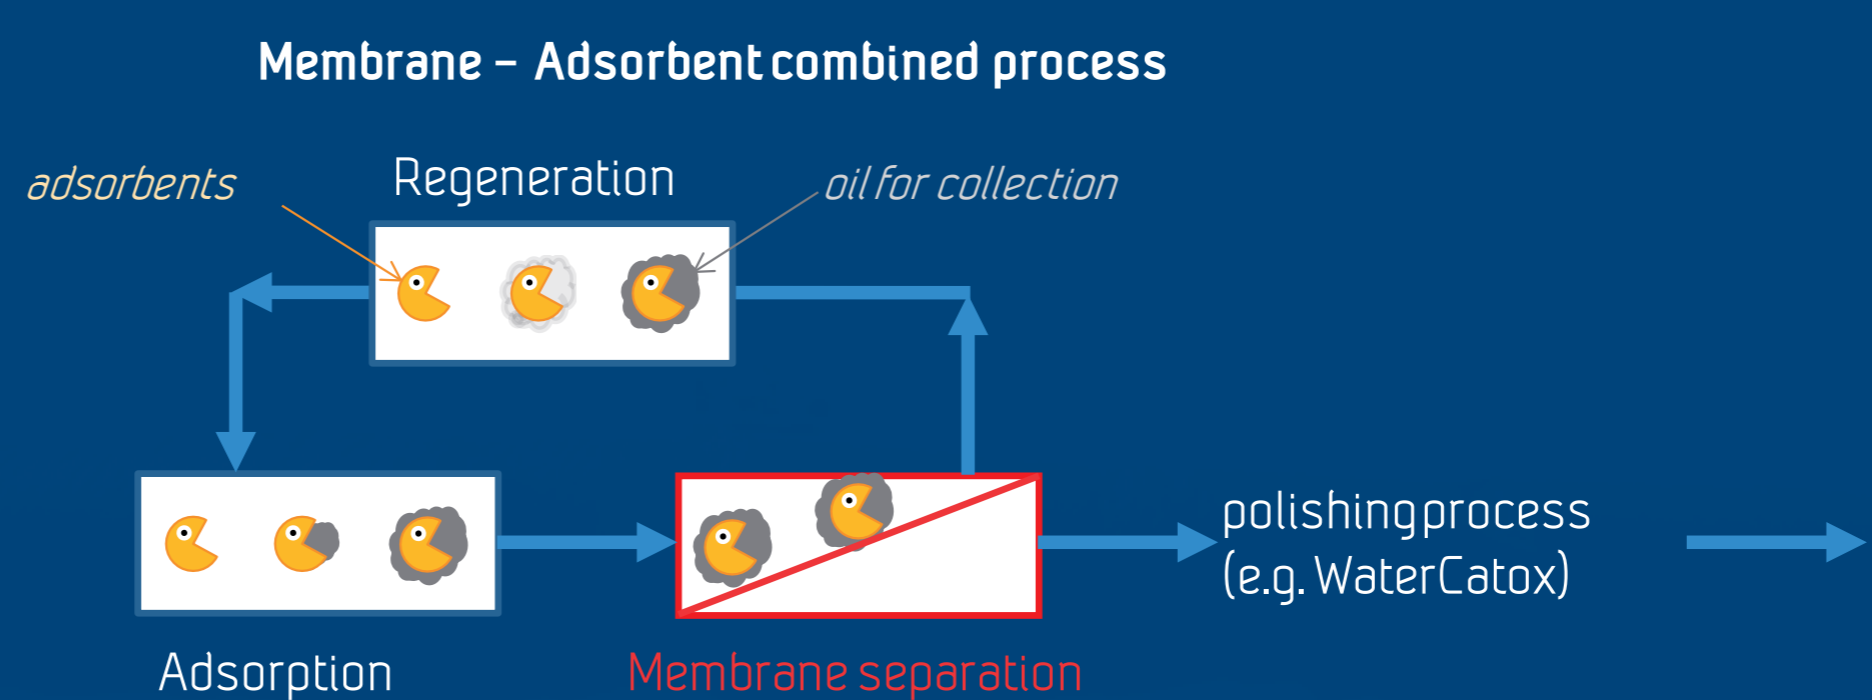 Membrane – Adsorbent combined process
adsorbents
Regeneration
oil for collection
polishing process
(e.g. WaterCatox)
Adsorption
Membrane separation